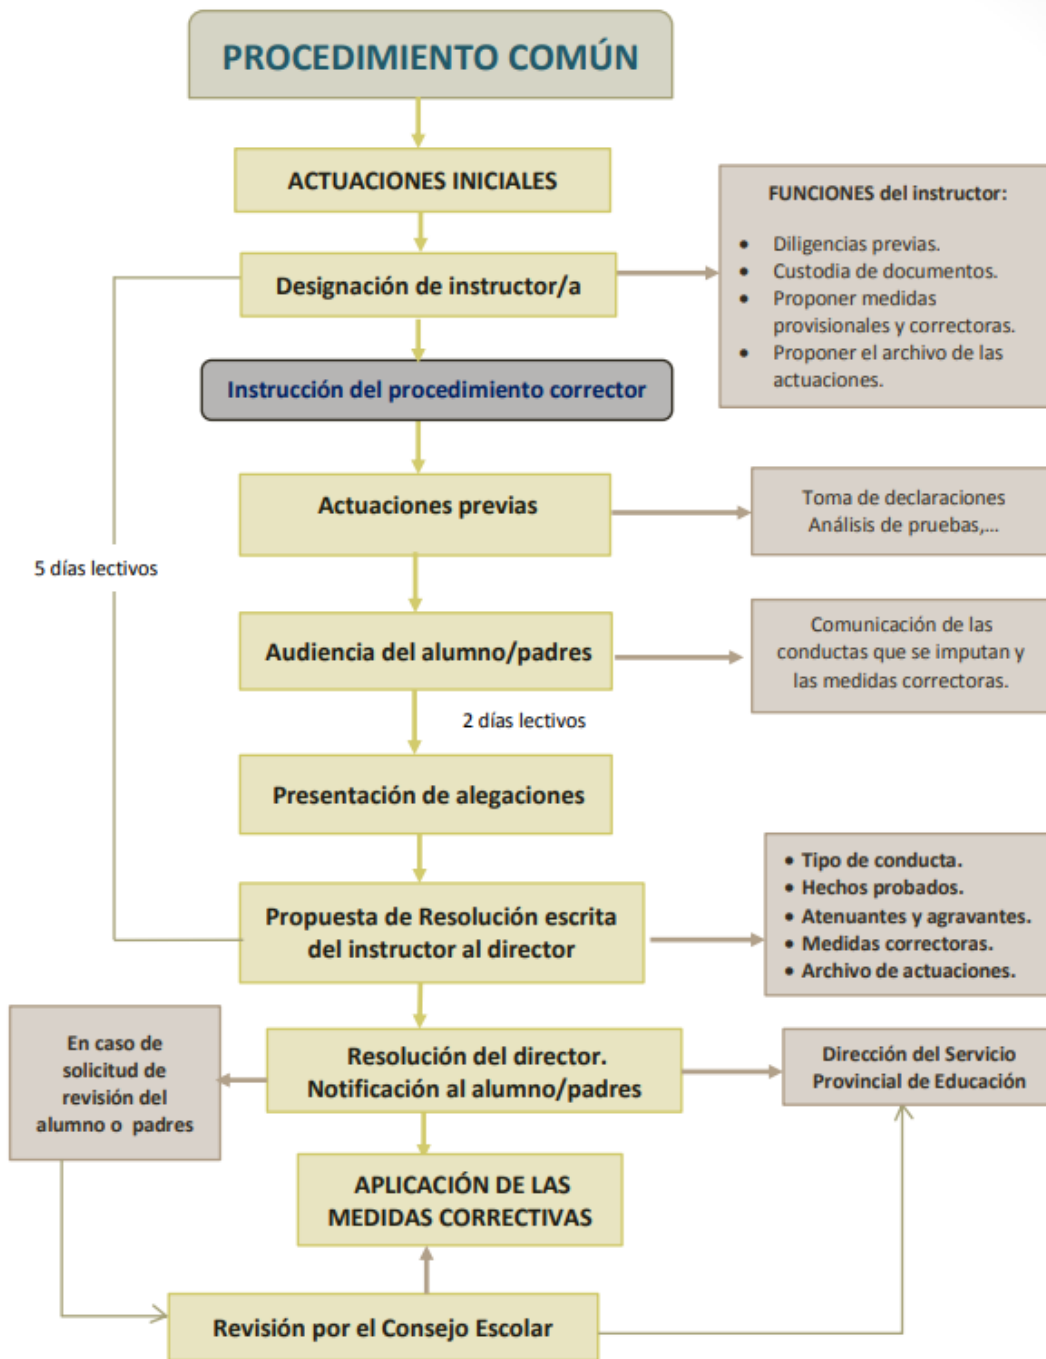 PROCEDIMIENTO COMÚN
ACTUACIONES INICIALES
Designación de instructor/a
FUNCIONES del instructor:
• Diligencias previas.
• Custodia de documentos.
• Proponer medidas
provisionales y correctoras.
• Proponer el archivo de las
actuaciones.
Instrucción del procedimiento corrector
Actuaciones previas
Toma de declaraciones
Análisis de pruebas,...
5 días lectivos
Audiencia del alumno/padres
Comunicación de las
conductas que se imputan y
las medidas correctoras.
2 días lectivos
Presentación de alegaciones
Propuesta de Resolución escrita
del instructor al director
• Tipo de conducta.
• Hechos probados.
• Atenuantes y agravantes.
• Medidas correctoras.
• Archivo de actuaciones.
En caso de
solicitud de
revisión del
alumno o padres
Resolución del director.
Notificación al alumno/padres
Dirección del Servicio
Provincial de Educación
APLICACIÓN DE LAS
MEDIDAS CORRECTIVAS
Revisión por el Consejo Escolar